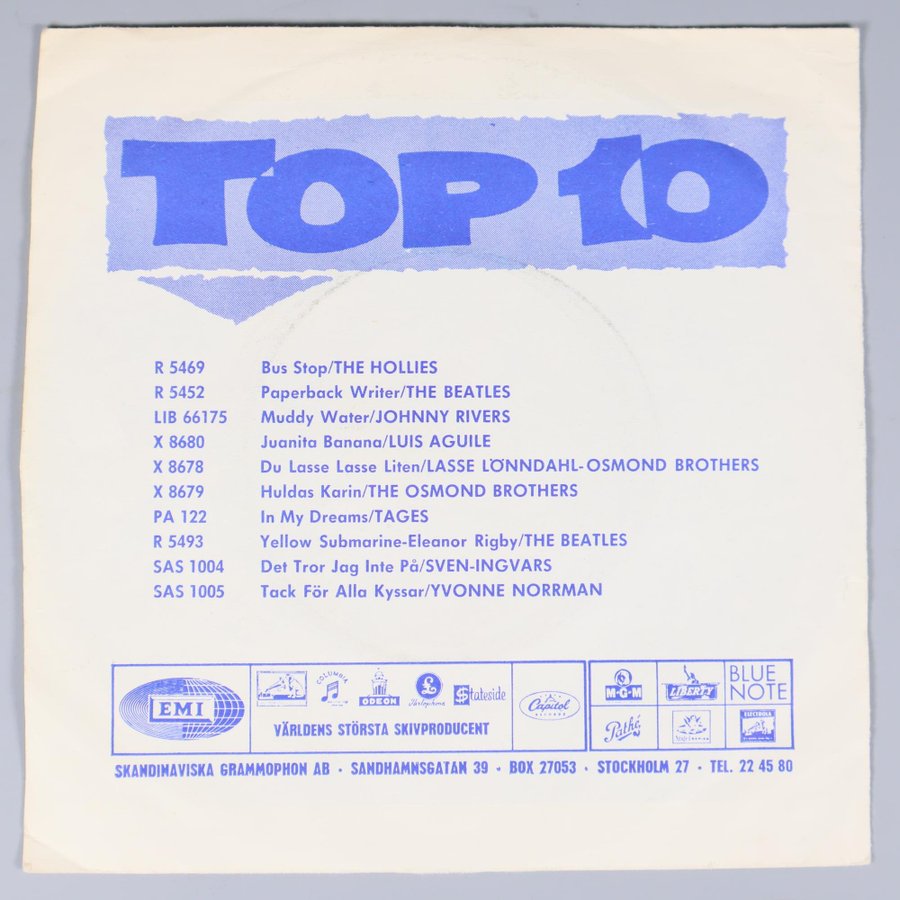 TOP 10
R 5469 Bus Stop/THE HOLLIES
R 5452 Paperback Writer/THE BEATLES
LIB 66175 Muddy Water/JOHNNY RIVERS
X 8680 Juanita Banana/LUIS AGUILE
X 8678 Du Lasse Lasse Liten/LASSE LÖNNDAHL-OSMOND BROTHERS
X 8679 Huldas Karin/THE OSMOND BROTHERS
PA 122 In My Dreams/TAGES
R 5493 Yellow Submarine-Eleanor Rigby/THE BEATLES
SAS 1004 Det Tror Jag Inte På/SVEN-INGVARS
SAS 1005 Tack För Alla Kyssar/YVONNE NORRMAN
EMI
COLUMBIA
ODEON
Parlophone
Stateside
VÄRLDENS STÖRSTA SKIVPRODUCENT
Capitol
RECORDS
M-G-M
LIBERTY
BLUE
NOTE
Pathé
ELECTROLA
SKANDINAVISKA GRAMMOPHON AB · SANDHAMNSGATAN 39 · BOX 27053 · STOCKHOLM 27 · TEL. 22 45 80